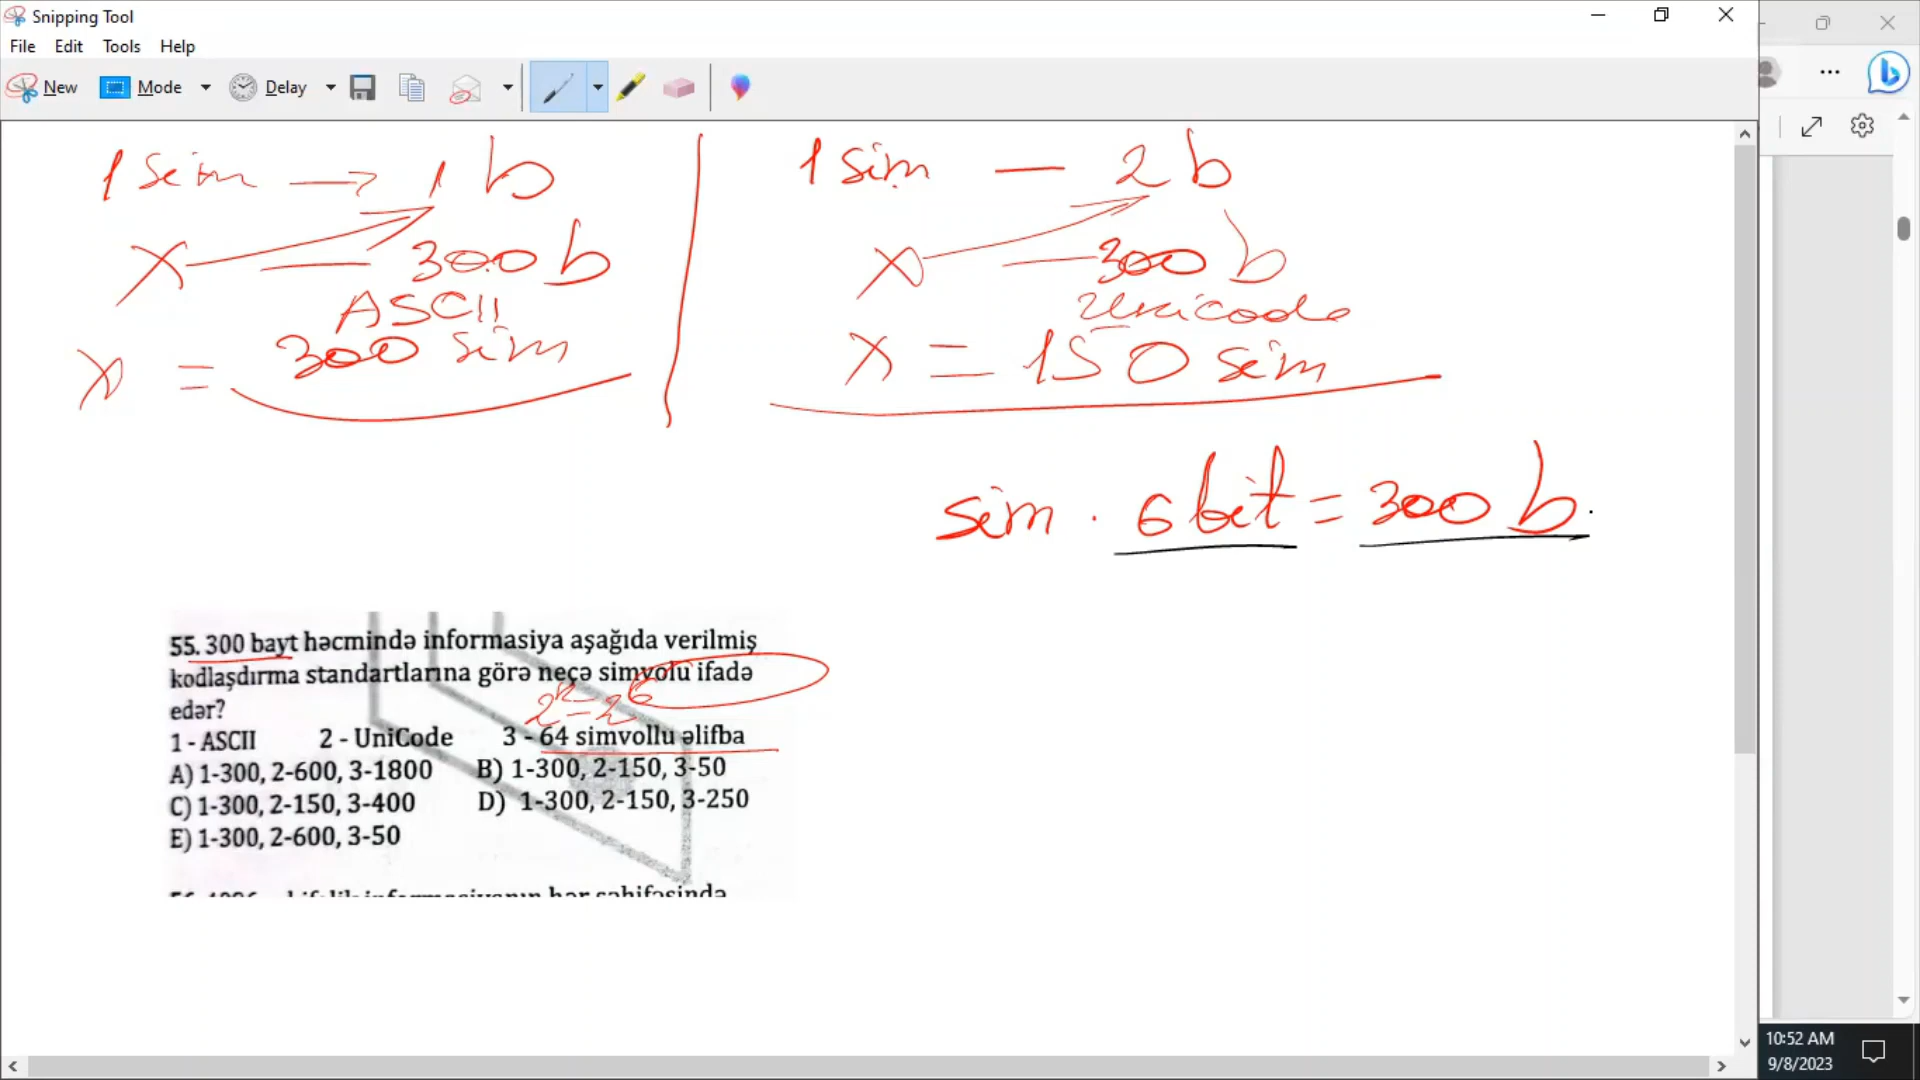 Snipping Tool
File Edit Tools Help
New Mode Delay
1 sim → 1 b
x — 300 b
ASCII
x = 300 sim
1 sim — 2 b
x — 300 b
Unicode
x = 150 sim
sim . 6 bit = 300 b.
55. 300 bayt həcmində informasiya aşağıda verilmiş
kodlaşdırma standartlarına görə neçə simvolu ifadə
edər?
2^k = 2^6
1 - ASCII 2 - UniCode 3 - 64 simvollu əlifba
A) 1-300, 2-600, 3-1800 B) 1-300, 2-150, 3-50
C) 1-300, 2-150, 3-400 D) 1-300, 2-150, 3-250
E) 1-300, 2-600, 3-50
10:52 AM
9/8/2023